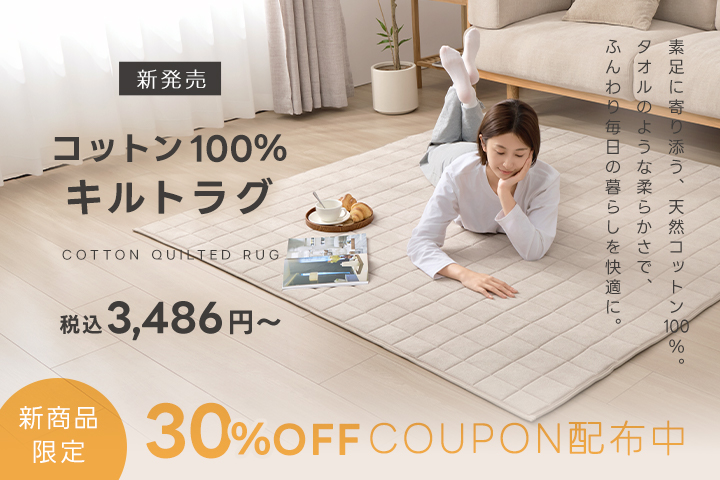 新発売
コットン100%
キルトラグ
COTTON QUILTED RUG
税込3,486円～
素足に寄り添う、天然コットン100%。
タオルのような柔らかさで、
ふんわり毎日の暮らしを快適に。
新商品
限定
30%OFF COUPON配布中